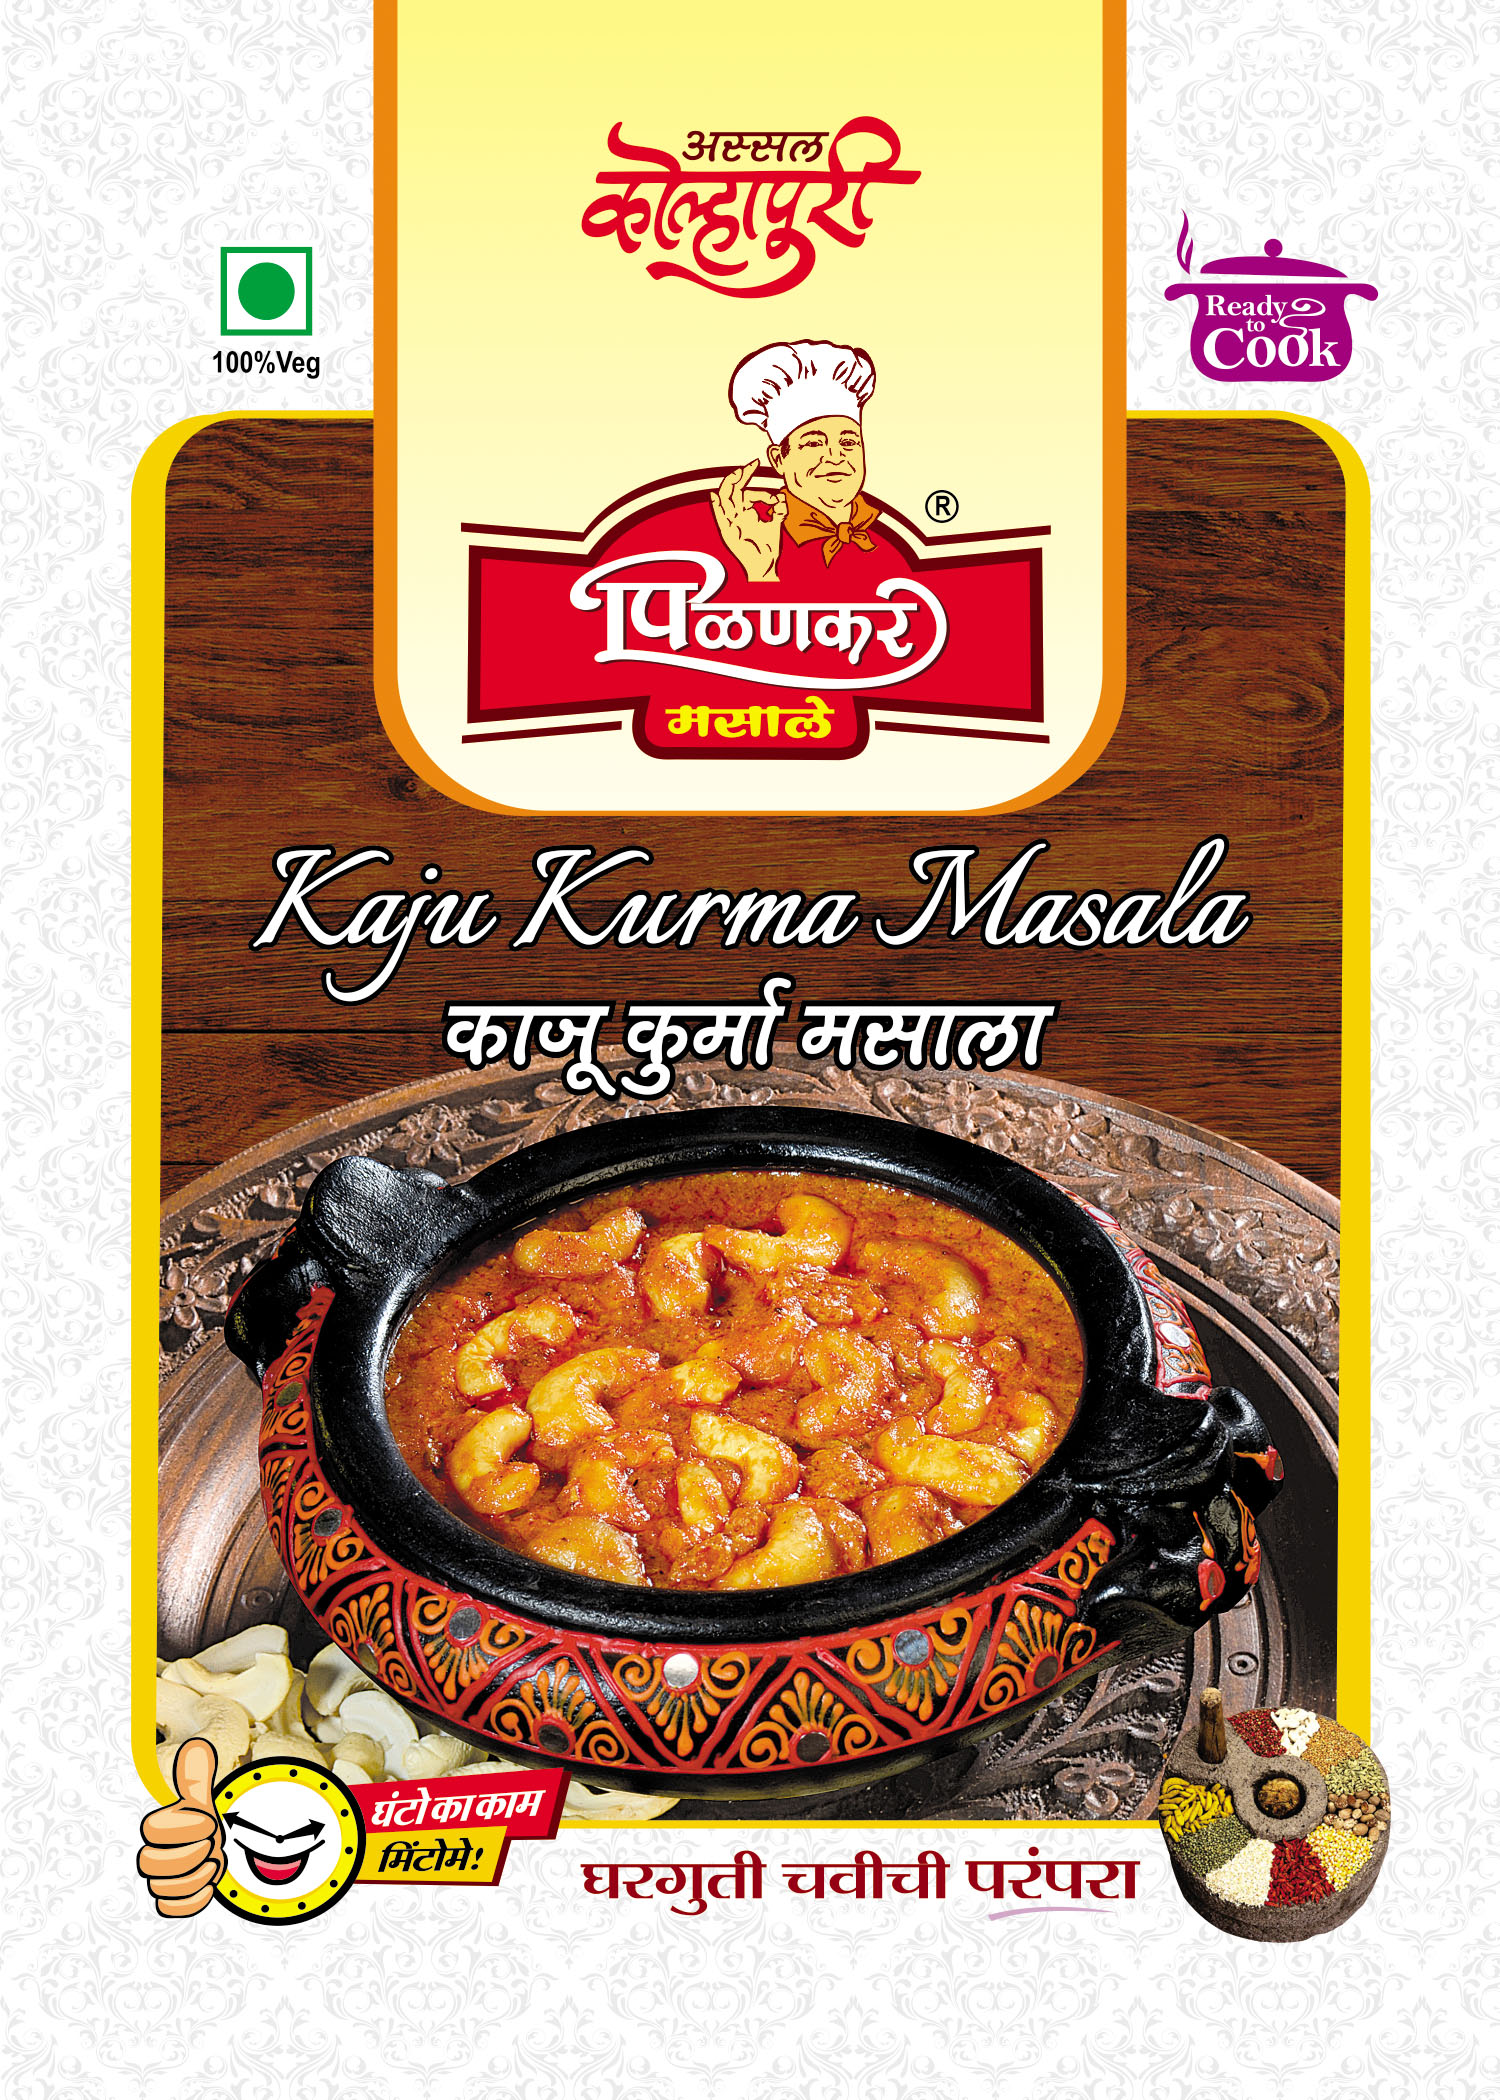 अस्सल
कोल्हापुरी
100%Veg
Ready
to
Cook
®
पिळणकर
मसाले
Kaju Kurma Masala
काजू कुर्मा मसाला
घंटो का काम
मिंटोमे!
घरगुती चवीची परंपरा